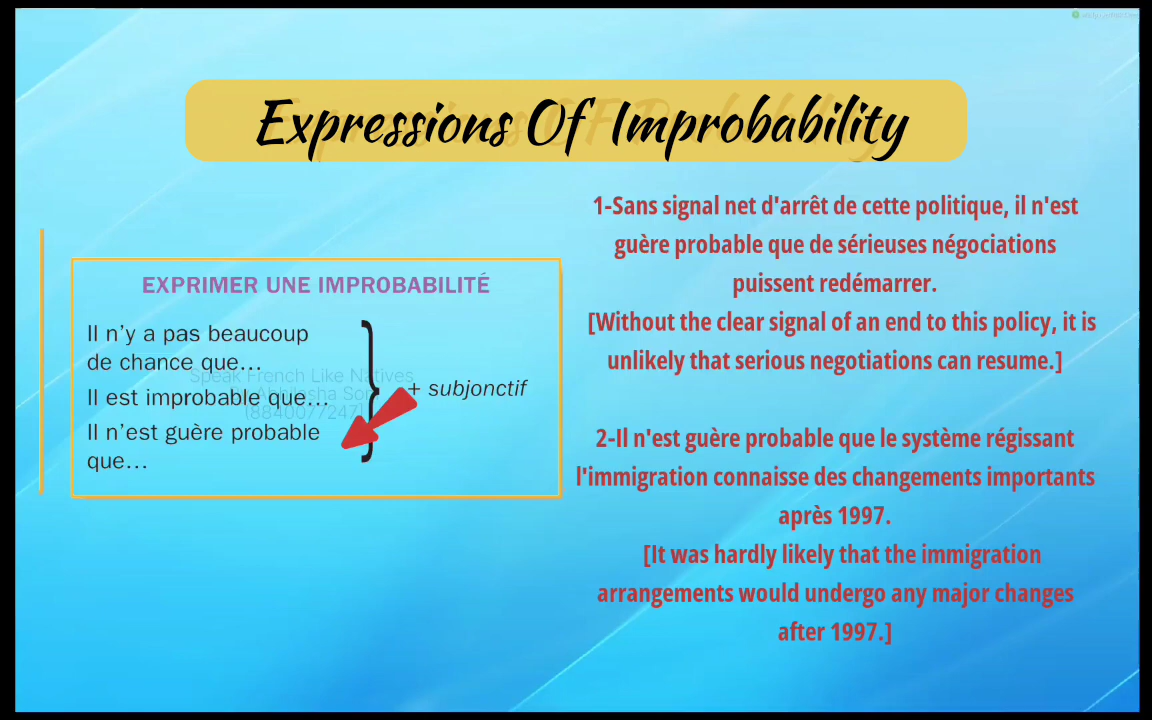 Expressions Of Improbability
EXPRIMER UNE IMPROBABILITÉ
Il n'y a pas beaucoup
de chance que...
Il est improbable que...
Il n'est guère probable
que...
+ subjonctif
Speak French Like Natives
(8840077247)
1-Sans signal net d'arrêt de cette politique, il n'est
guère probable que de sérieuses négociations
puissent redémarrer.
[Without the clear signal of an end to this policy, it is
unlikely that serious negotiations can resume.]
2-Il n'est guère probable que le système régissant
l'immigration connaisse des changements importants
après 1997.
[It was hardly likely that the immigration
arrangements would undergo any major changes
after 1997.]